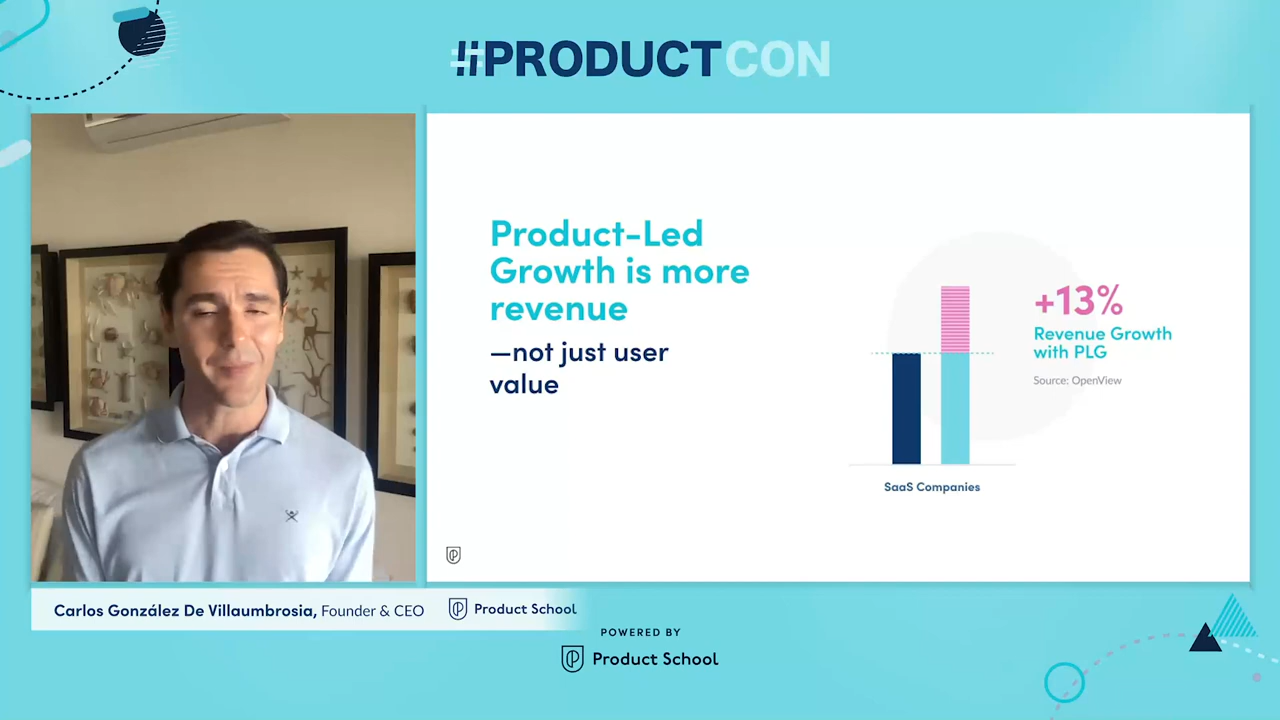 #PRODUCTCON
Product-Led
Growth is more
revenue
—not just user
value
+13%
Revenue Growth
with PLG
Source: OpenView
SaaS Companies
Carlos González De Villaumbrosia, Founder & CEO
Product School
POWERED BY
Product School